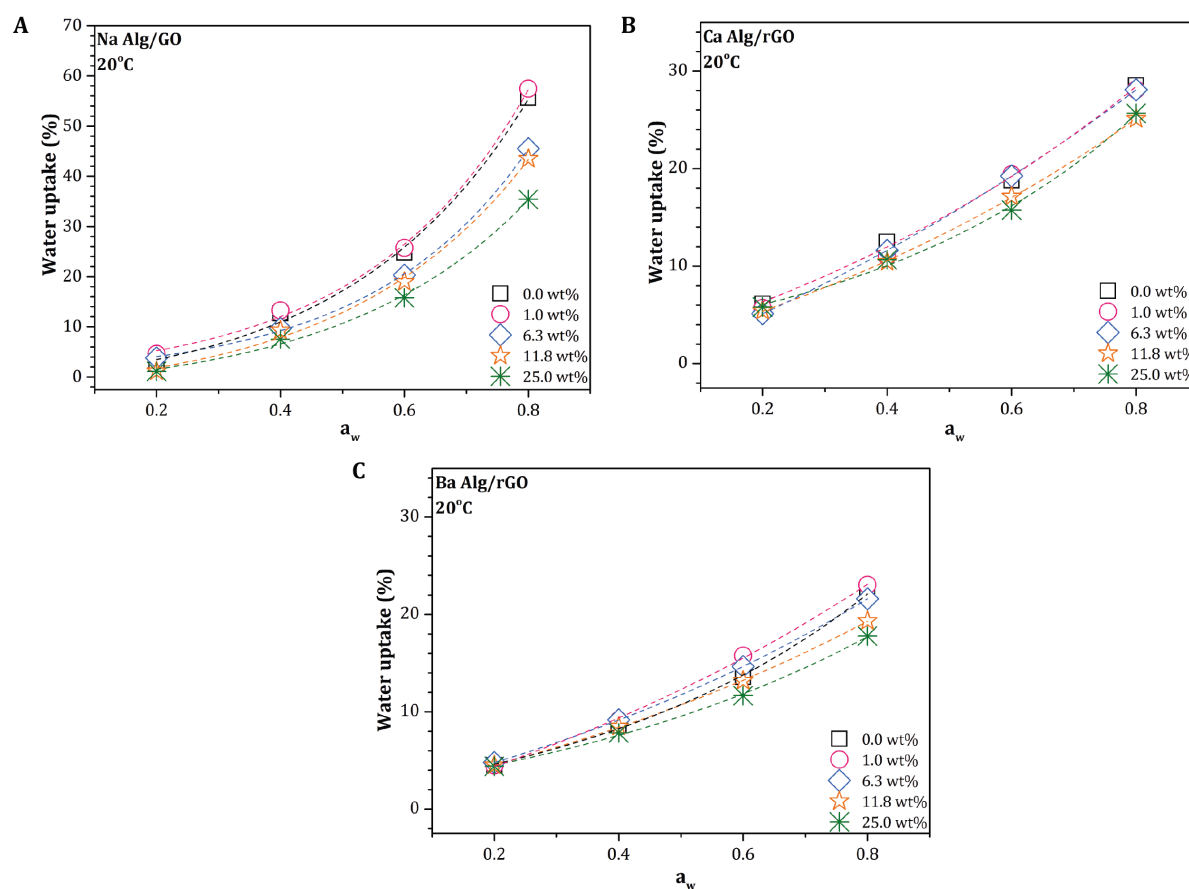 A
Na Alg/GO
20°C
Water uptake (%)
70
60
50
40
30
20
10
0
0.2 0.4 0.6 0.8
a_w
0.0 wt%
1.0 wt%
6.3 wt%
11.8 wt%
25.0 wt%
B
Ca Alg/rGO
20°C
Water uptake (%)
30
20
10
0
0.2 0.4 0.6 0.8
a_w
0.0 wt%
1.0 wt%
6.3 wt%
11.8 wt%
25.0 wt%
C
Ba Alg/rGO
20°C
Water uptake (%)
30
20
10
0
0.2 0.4 0.6 0.8
a_w
0.0 wt%
1.0 wt%
6.3 wt%
11.8 wt%
25.0 wt%